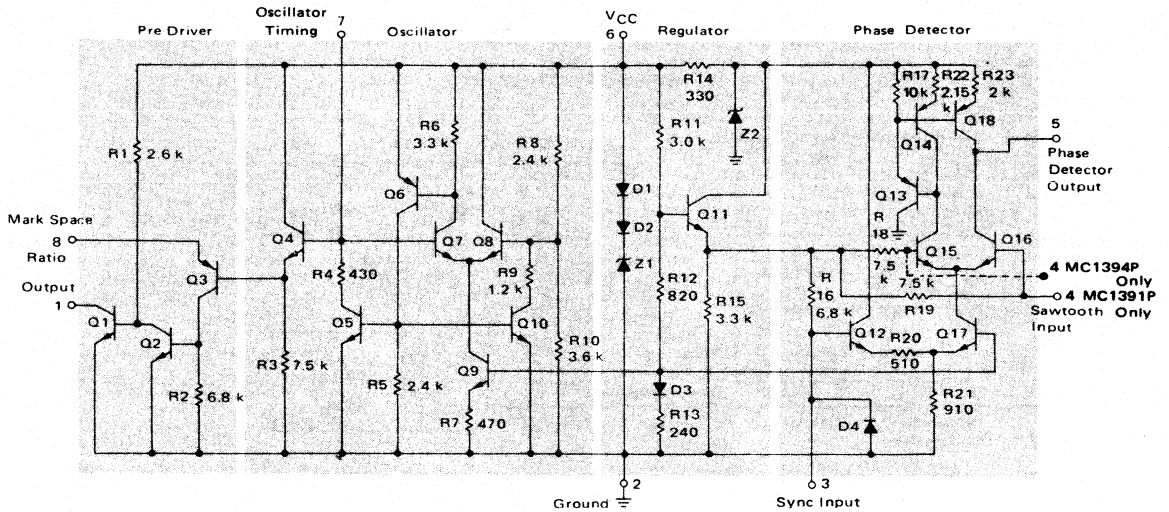 Pre Driver
Oscillator
Timing
7
Oscillator
VCC
6
Regulator
Phase Detector
R1
2.6 k
R6
3.3 k
R8
2.4 k
R14
330
R11
3.0 k
Z2
R17
10k
R22
2.15
k
R23
2 k
Q14
Q18
5
Phase
Detector
Output
Q6
D1
D2
Z1
Q11
Q13
R
18
7.5
k
Mark Space
8
Ratio
Q4
Q7
Q8
Q15
Q16
Q3
R4
430
R9
1.2 k
R12
820
R15
3.3 k
R
16
6.8 k
7.5 k
R19
4 MC1394P
Only
4 MC1391P
Sawtooth Only
Input
Output
1
Q1
Q2
Q5
Q10
Q12
R20
510
Q17
R2
6.8 k
R3
7.5 k
R5
2.4 k
Q9
R10
3.6 k
R7
470
D3
R13
240
D4
R21
910
2
Ground
3
Sync Input